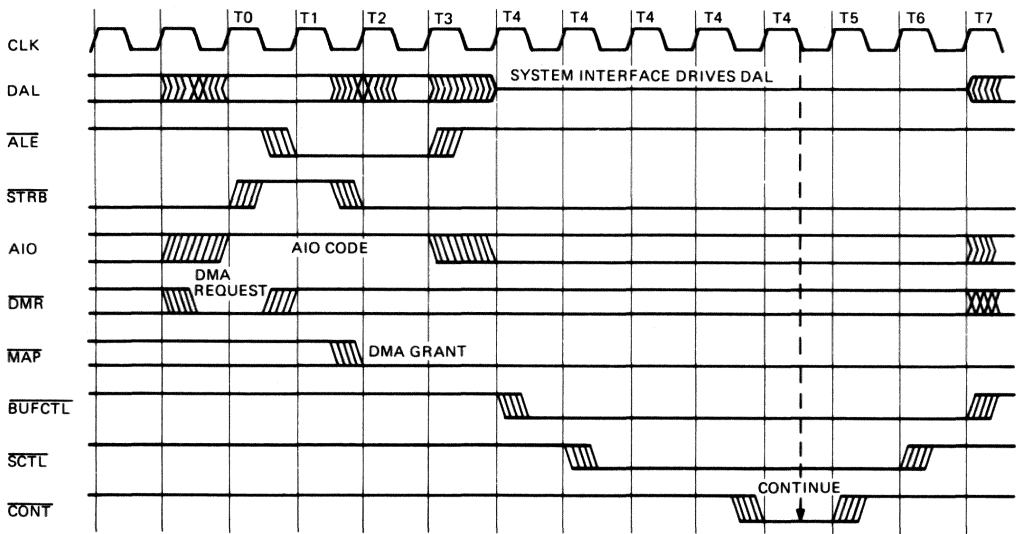 T0 T1 T2 T3 T4 T4 T4 T4 T4 T5 T6 T7
CLK
SYSTEM INTERFACE DRIVES DAL
DAL
ALE
STRB
AIO AIO CODE
DMA
REQUEST
DMR
MAP DMA GRANT
BUFCTL
SCTL
CONTINUE
CONT